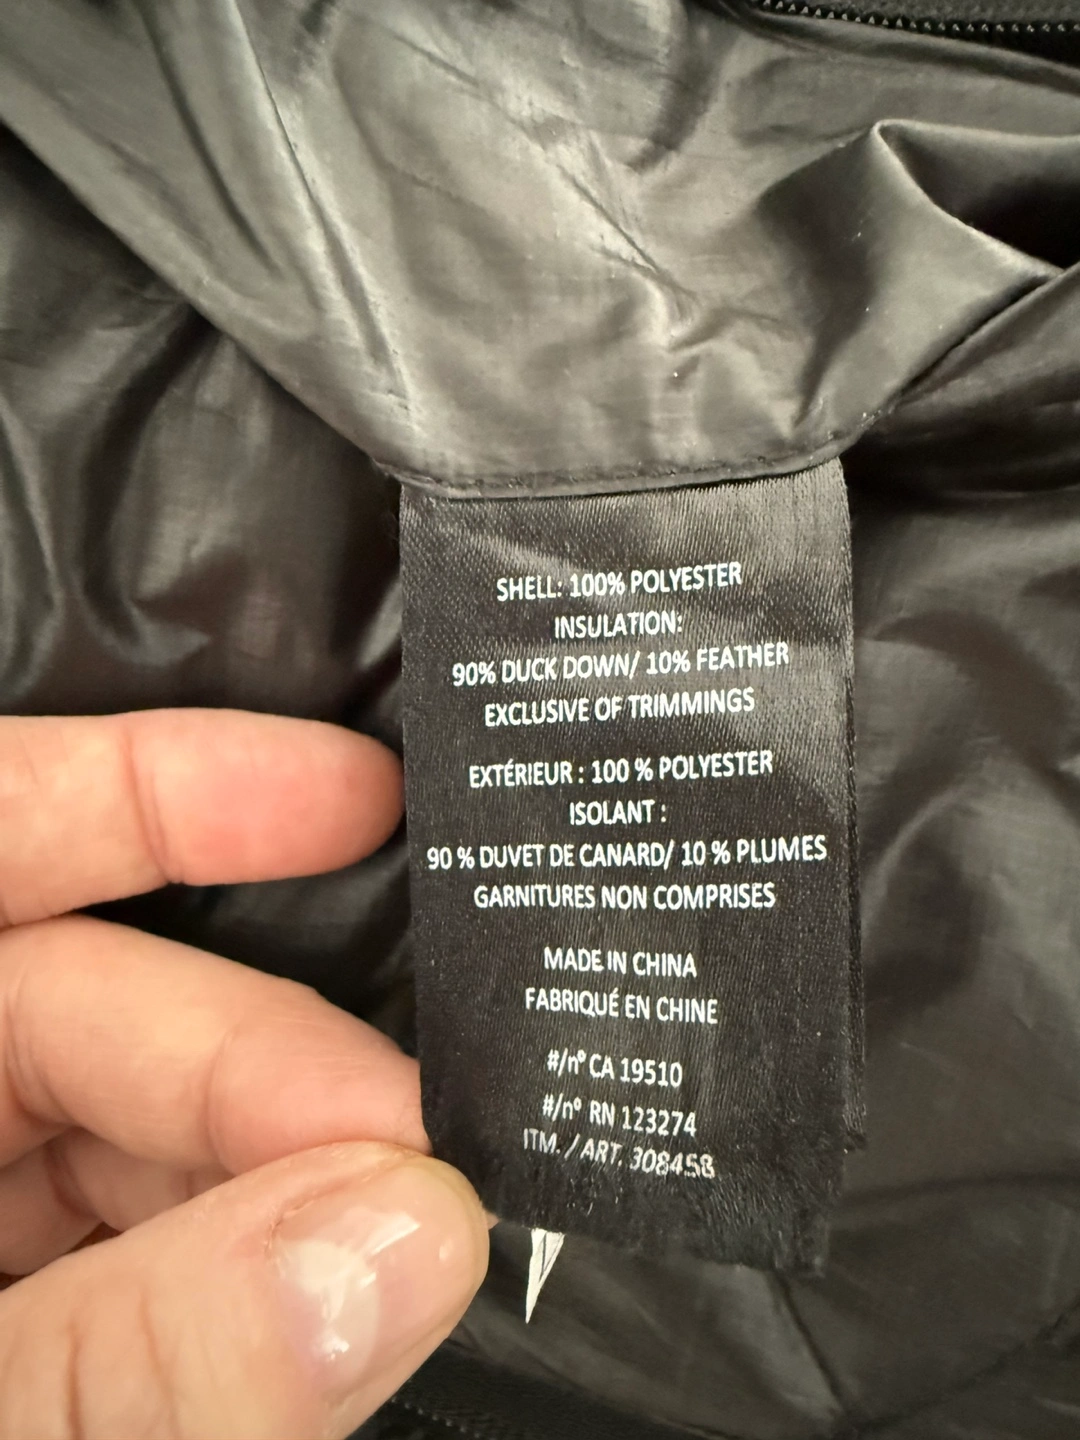 SHELL: 100% POLYESTER
INSULATION:
90% DUCK DOWN/ 10% FEATHER
EXCLUSIVE OF TRIMMINGS
EXTÉRIEUR : 100 % POLYESTER
ISOLANT :
90 % DUVET DE CANARD/ 10 % PLUMES
GARNITURES NON COMPRISES
MADE IN CHINA
FABRIQUÉ EN CHINE
#/nº CA 19510
#/nº RN 123274
ITM. / ART. 308458